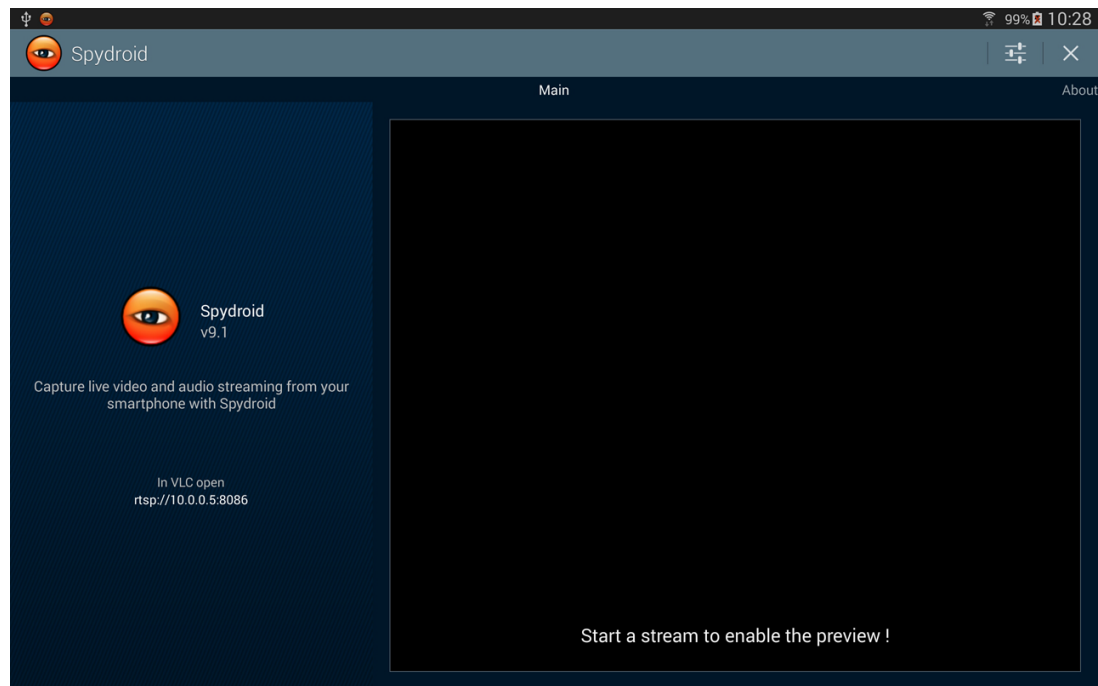 99% 10:28
Spydroid
Main
About
Spydroid
v9.1
Capture live video and audio streaming from your
smartphone with Spydroid
In VLC open
rtsp://10.0.0.5:8086
Start a stream to enable the preview !